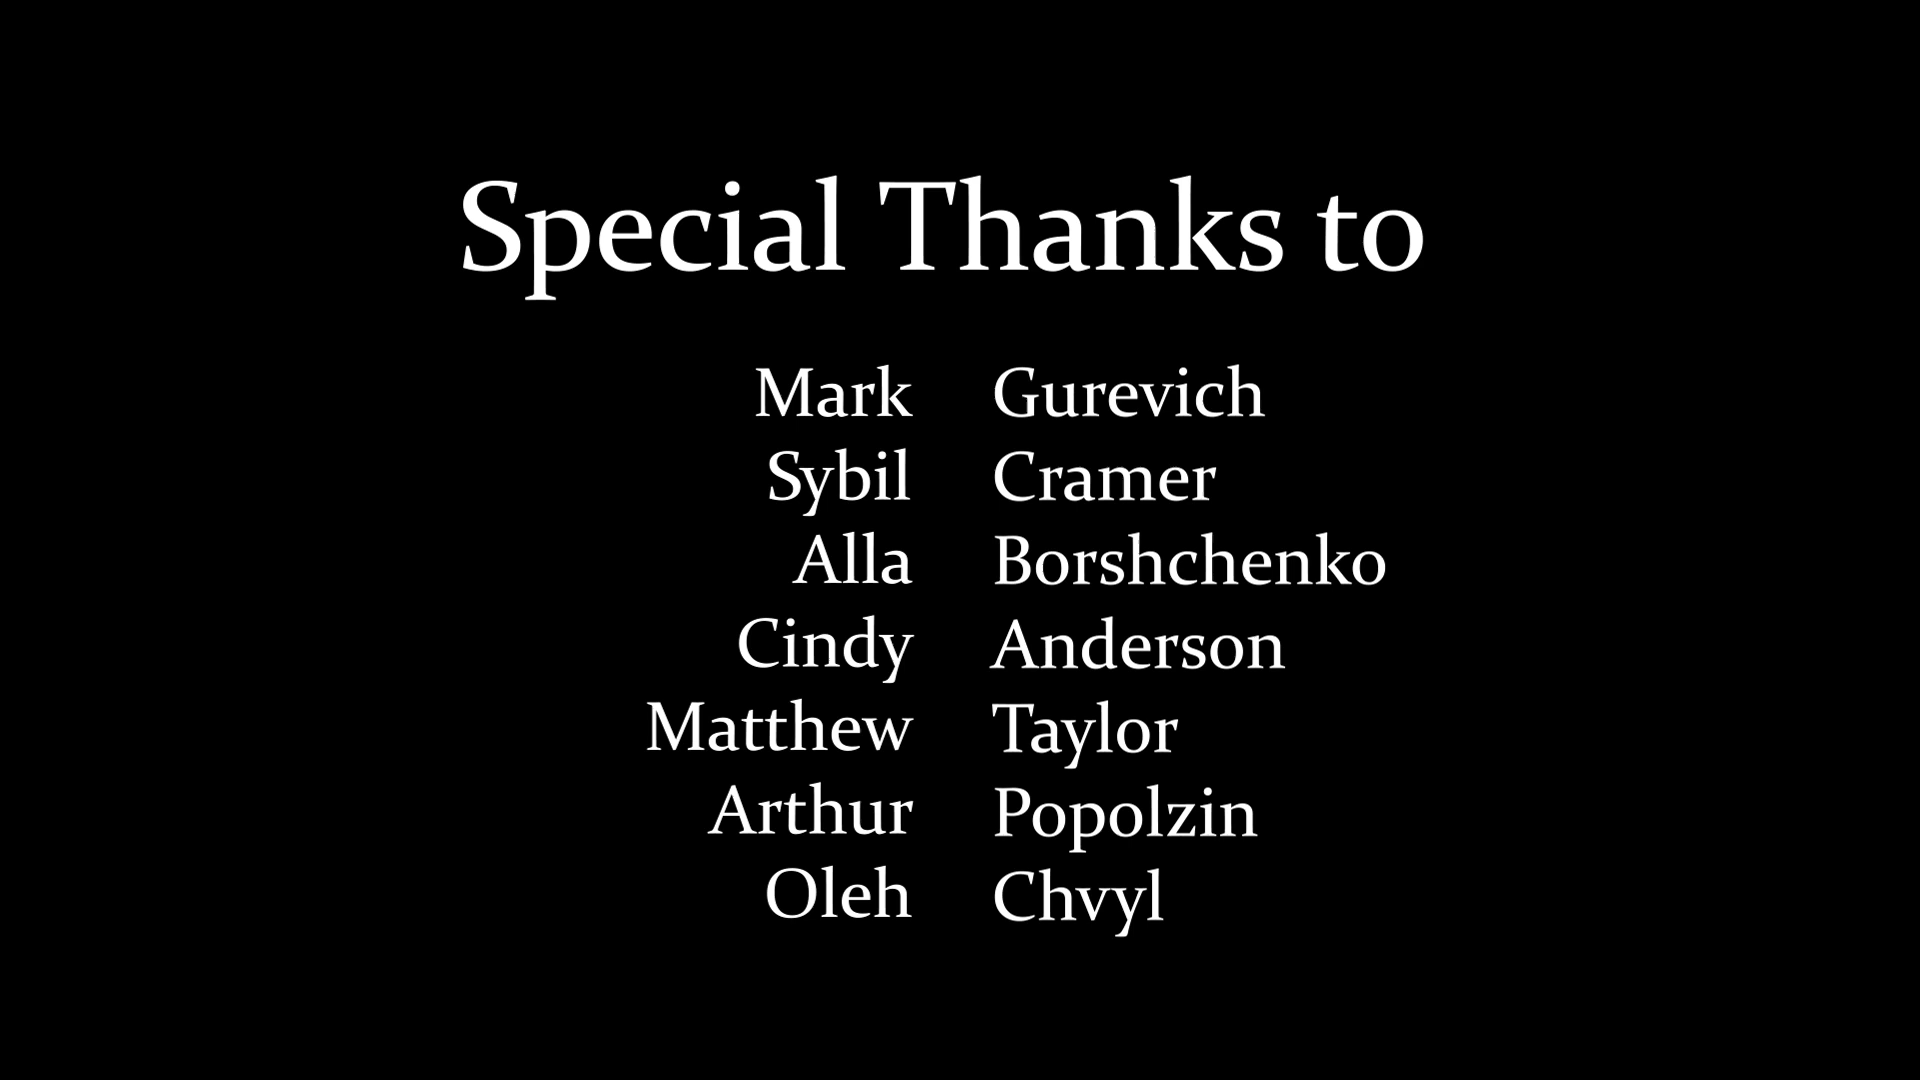 Special Thanks to
Mark Gurevich
Sybil Cramer
Alla Borshchenko
Cindy Anderson
Matthew Taylor
Arthur Popolzin
Oleh Chvyl